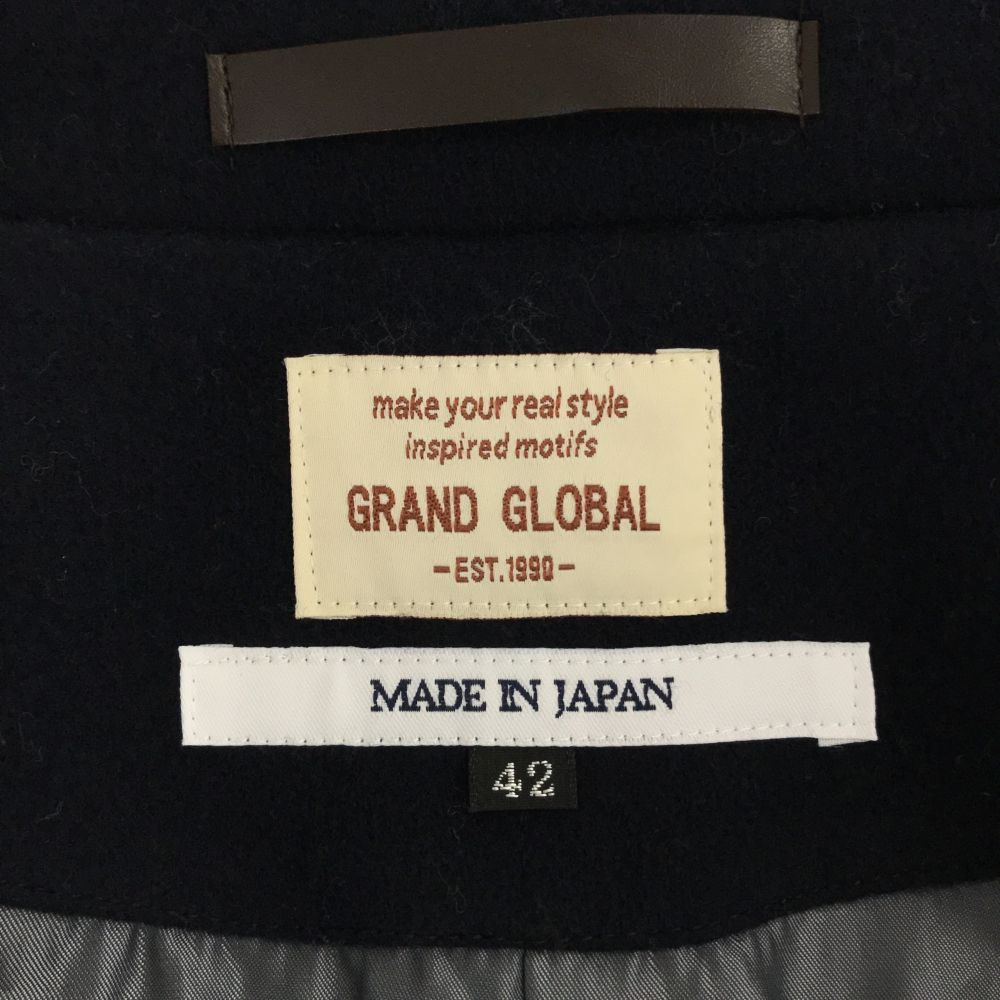 make your real style
inspired motifs
GRAND GLOBAL
-EST.1990-
MADE IN JAPAN
42